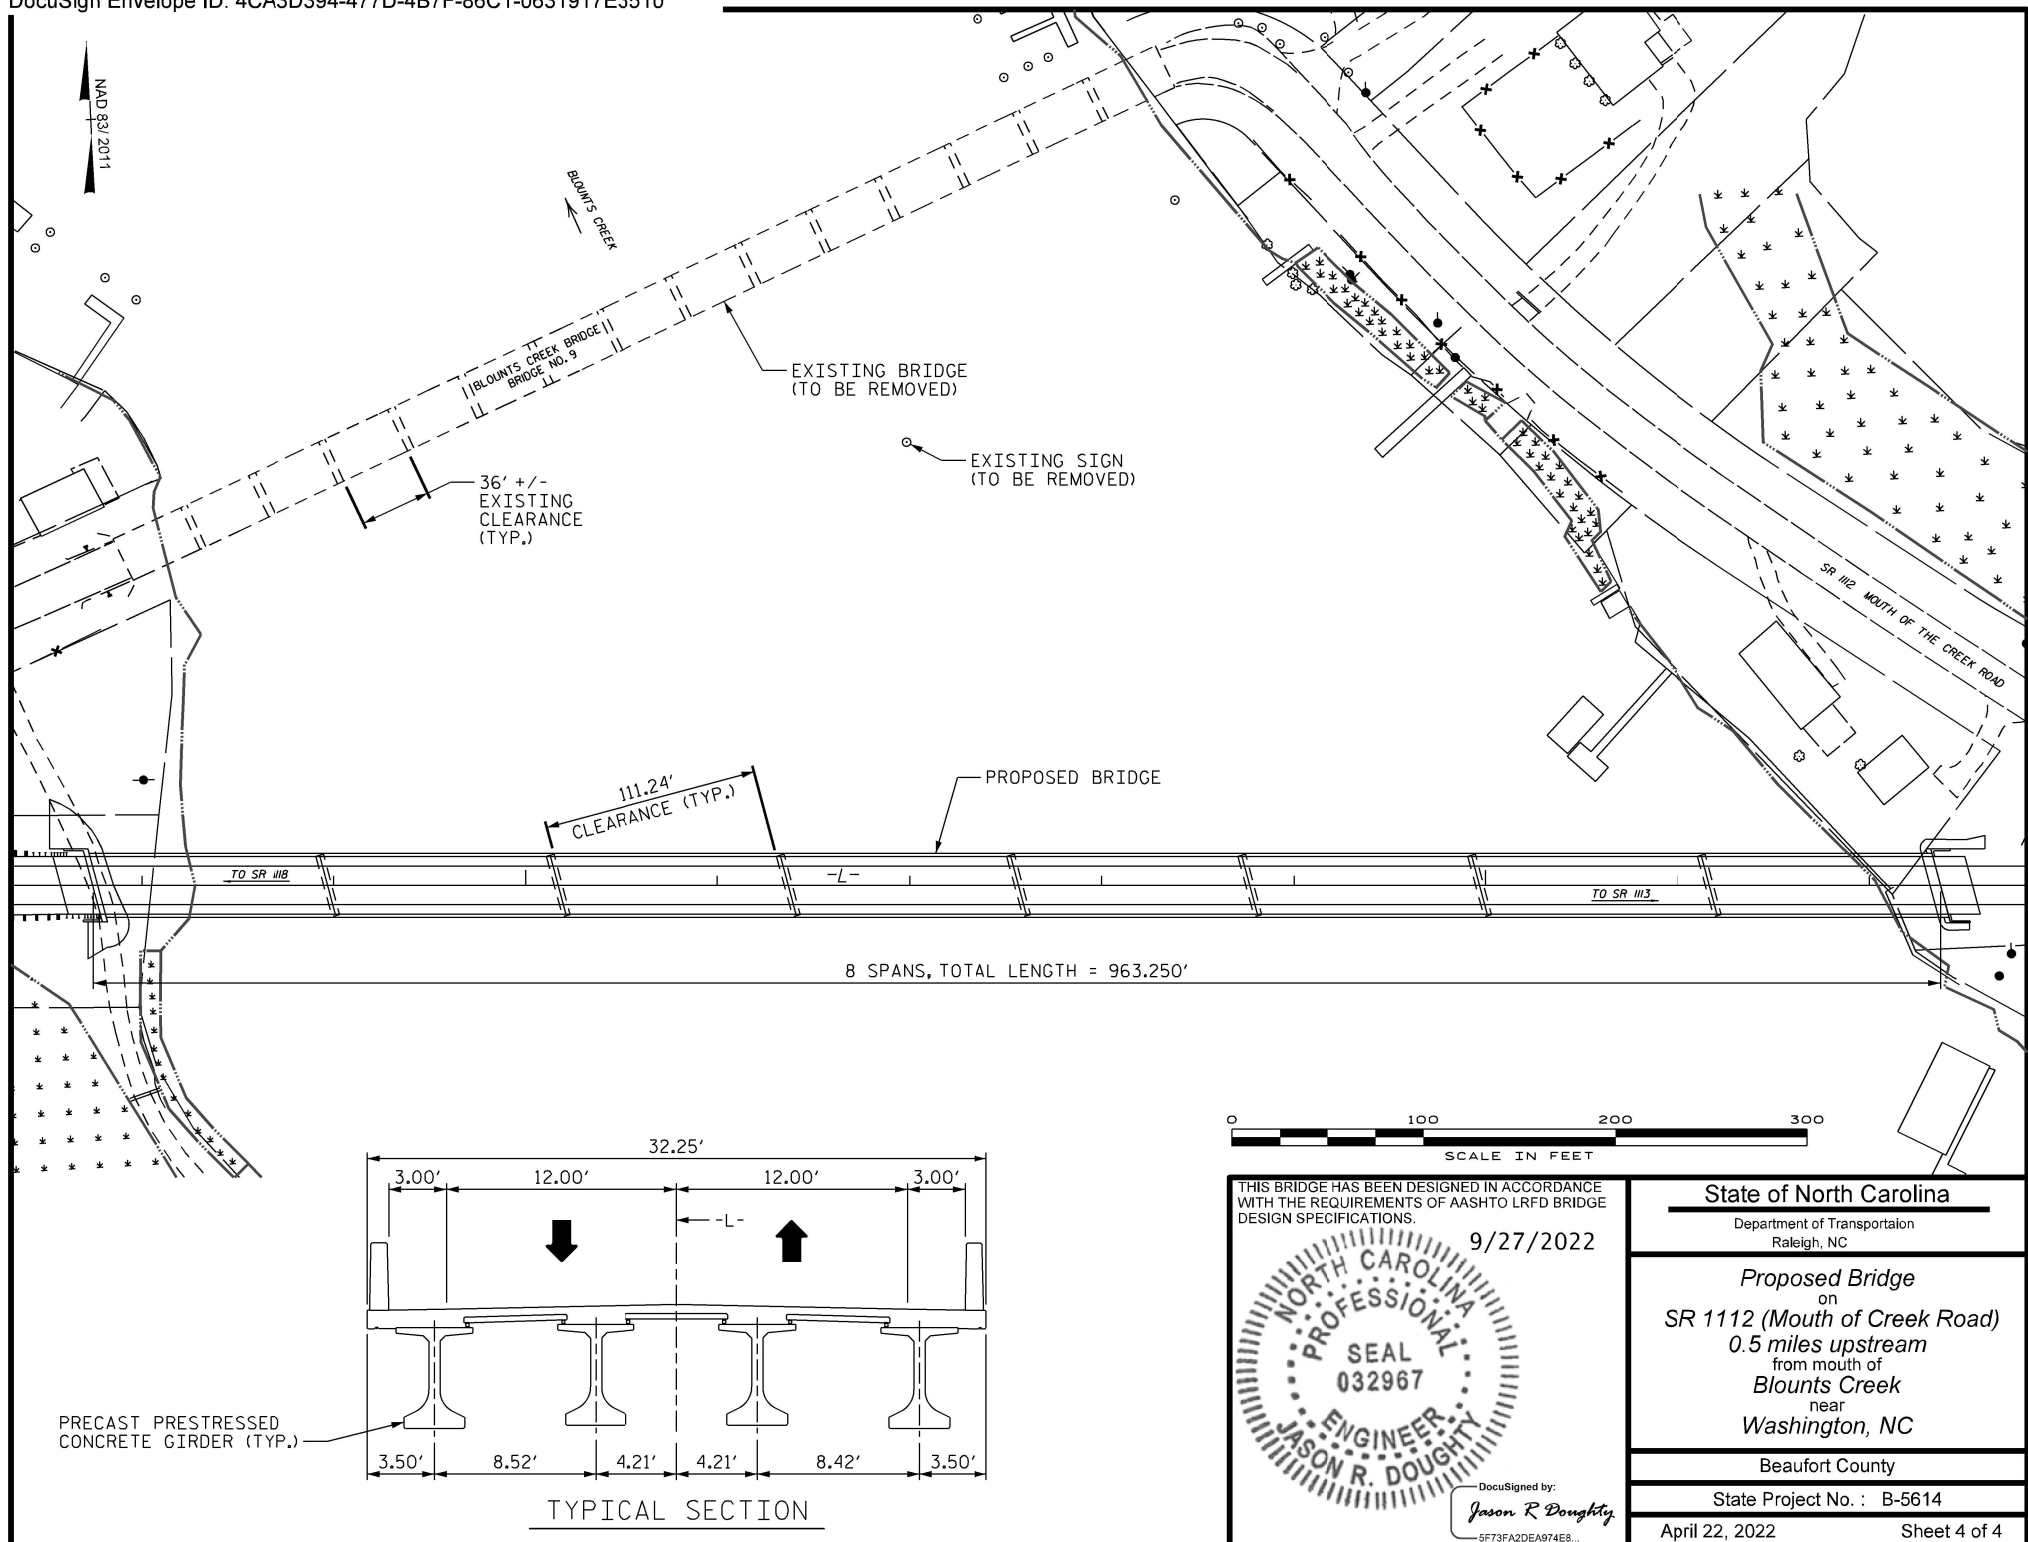 DocuSign Envelope ID: 4CA3D394-477D-4B7F-86C1-0631917E3510
NAD 83/2011
BLOUNTS CREEK
BLOUNTS CREEK BRIDGE
BRIDGE NO. 9
EXISTING BRIDGE
(TO BE REMOVED)
EXISTING SIGN
(TO BE REMOVED)
36' +/-
EXISTING
CLEARANCE
(TYP.)
SR 1112 MOUTH OF THE CREEK ROAD
111.24'
CLEARANCE (TYP.)
PROPOSED BRIDGE
TO SR 1118
-L-
TO SR 1113
8 SPANS, TOTAL LENGTH = 963.250'
0 100 200 300
SCALE IN FEET
32.25'
3.00' 12.00' 12.00' 3.00'
-L-
PRECAST PRESTRESSED
CONCRETE GIRDER (TYP.)
3.50' 8.52' 4.21' 4.21' 8.42' 3.50'
TYPICAL SECTION
THIS BRIDGE HAS BEEN DESIGNED IN ACCORDANCE
WITH THE REQUIREMENTS OF AASHTO LRFD BRIDGE
DESIGN SPECIFICATIONS.
9/27/2022
NORTH CAROLINA
PROFESSIONAL
SEAL
032967
ENGINEER
JASON R. DOUGHTY
DocuSigned by:
Jason R Doughty
5F73FA2DEA974E8...
State of North Carolina
Department of Transportaion
Raleigh, NC
Proposed Bridge
on
SR 1112 (Mouth of Creek Road)
0.5 miles upstream
from mouth of
Blounts Creek
near
Washington, NC
Beaufort County
State Project No. : B-5614
April 22, 2022 Sheet 4 of 4